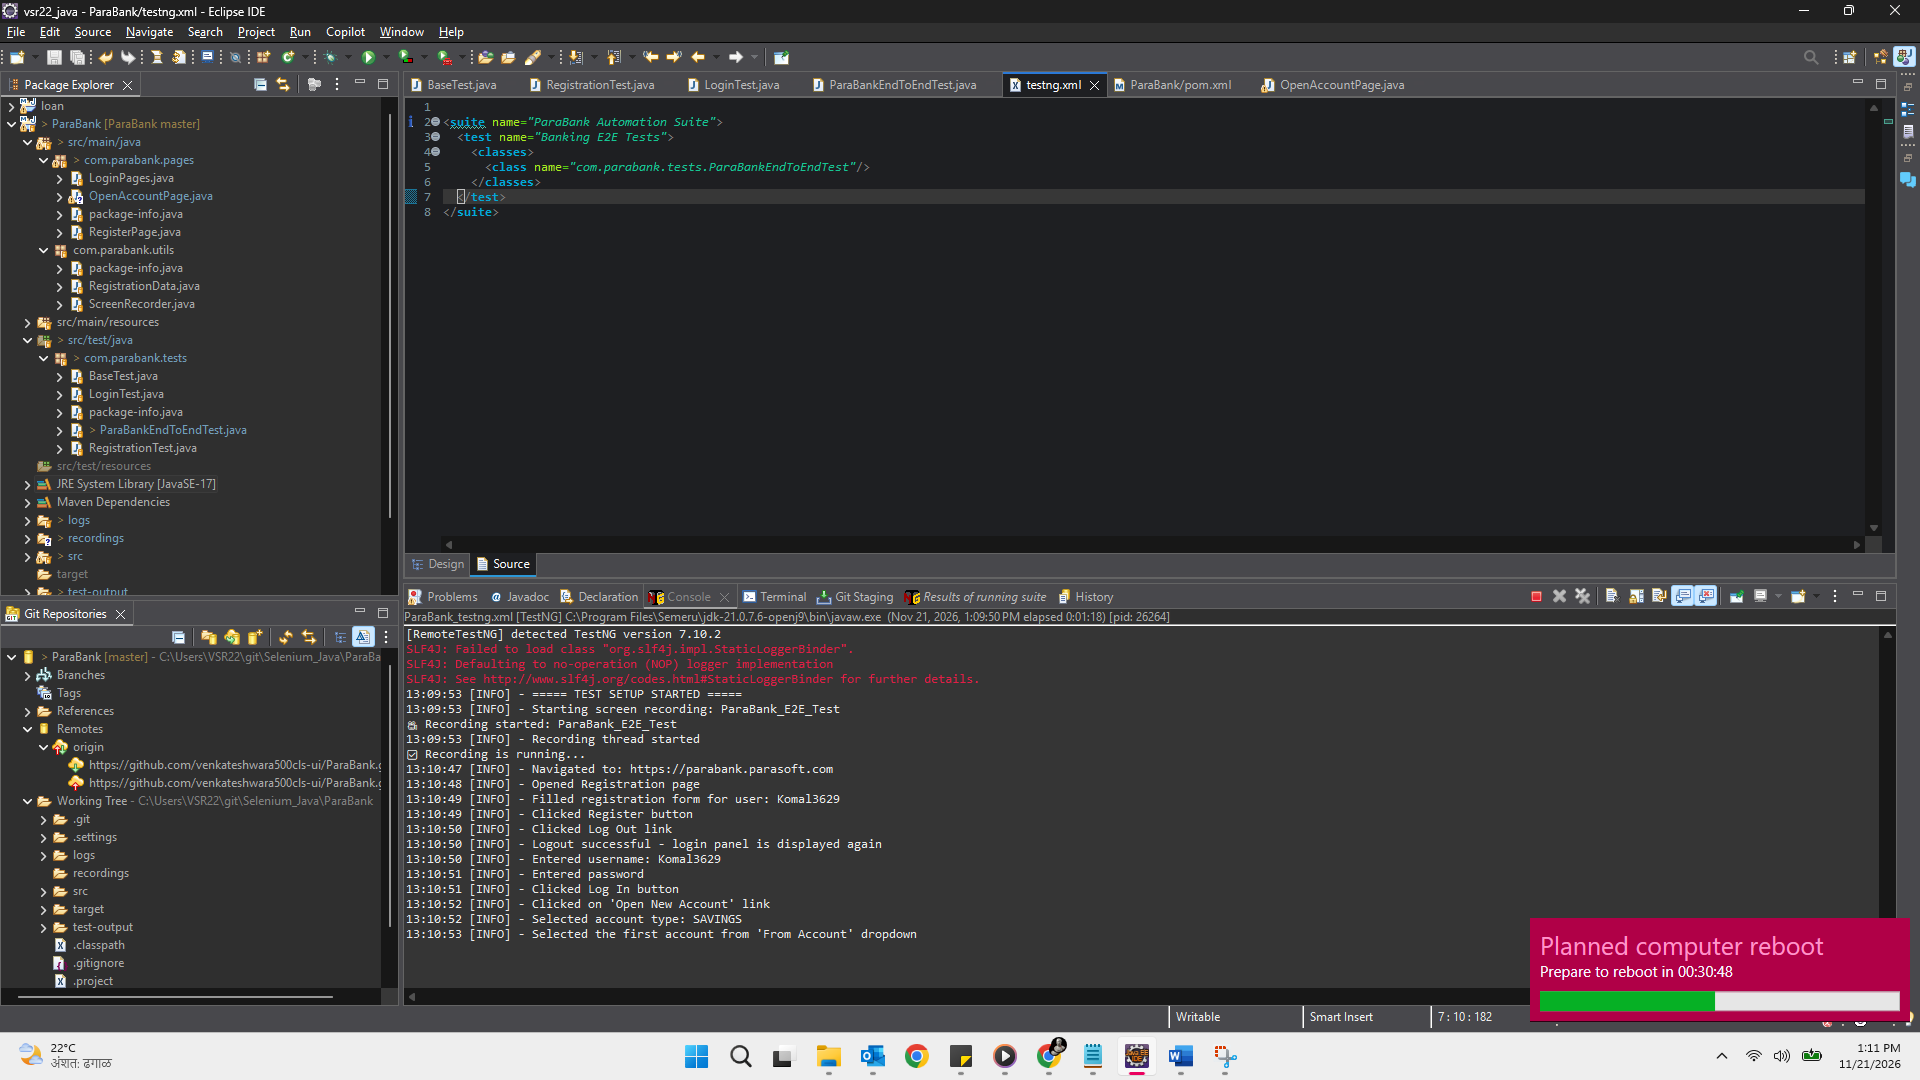 vsr22_java - ParaBank/testng.xml - Eclipse IDE
File Edit Source Navigate Search Project Run Copilot Window Help
Package Explorer
loan
> ParaBank [ParaBank master]
> src/main/java
> com.parabank.pages
LoginPages.java
OpenAccountPage.java
package-info.java
RegisterPage.java
com.parabank.utils
package-info.java
RegistrationData.java
ScreenRecorder.java
src/main/resources
> src/test/java
> com.parabank.tests
BaseTest.java
LoginTest.java
package-info.java
> ParaBankEndToEndTest.java
RegistrationTest.java
src/test/resources
JRE System Library [JavaSE-17]
Maven Dependencies
> logs
> recordings
> src
target
> test-output
Git Repositories
> ParaBank [master] - C:\Users\VSR22\git\Selenium_Java\ParaBa
Branches
Tags
References
Remotes
origin
https://github.com/venkateshwara500cls-ui/ParaBank.g
https://github.com/venkateshwara500cls-ui/ParaBank.g
Working Tree - C:\Users\VSR22\git\Selenium_Java\ParaBank
.git
.settings
logs
recordings
src
target
test-output
.classpath
.gitignore
.project
BaseTest.java RegistrationTest.java LoginTest.java ParaBankEndToEndTest.java testng.xml ParaBank/pom.xml OpenAccountPage.java
1
2 <suite name="ParaBank Automation Suite">
3 <test name="Banking E2E Tests">
4 <classes>
5 <class name="com.parabank.tests.ParaBankEndToEndTest"/>
6 </classes>
7 </test>
8 </suite>
Design Source
Problems Javadoc Declaration Console Terminal Git Staging Results of running suite History
ParaBank_testng.xml [TestNG] C:\Program Files\Semeru\jdk-21.0.7.6-openj9\bin\javaw.exe (Nov 21, 2026, 1:09:50 PM elapsed 0:01:18) [pid: 26264]
[RemoteTestNG] detected TestNG version 7.10.2
SLF4J: Failed to load class "org.slf4j.impl.StaticLoggerBinder".
SLF4J: Defaulting to no-operation (NOP) logger implementation
SLF4J: See http://www.slf4j.org/codes.html#StaticLoggerBinder for further details.
13:09:53 [INFO] - ===== TEST SETUP STARTED =====
13:09:53 [INFO] - Starting screen recording: ParaBank_E2E_Test
Recording started: ParaBank_E2E_Test
13:09:53 [INFO] - Recording thread started
Recording is running...
13:10:47 [INFO] - Navigated to: https://parabank.parasoft.com
13:10:48 [INFO] - Opened Registration page
13:10:49 [INFO] - Filled registration form for user: Komal3629
13:10:49 [INFO] - Clicked Register button
13:10:50 [INFO] - Clicked Log Out link
13:10:50 [INFO] - Logout successful - login panel is displayed again
13:10:50 [INFO] - Entered username: Komal3629
13:10:51 [INFO] - Entered password
13:10:51 [INFO] - Clicked Log In button
13:10:52 [INFO] - Clicked on 'Open New Account' link
13:10:52 [INFO] - Selected account type: SAVINGS
13:10:53 [INFO] - Selected the first account from 'From Account' dropdown
Planned computer reboot
Prepare to reboot in 00:30:48
Writable Smart Insert 7 : 10 : 182
22°C
अंशतः ढगाळ
1:11 PM
11/21/2026